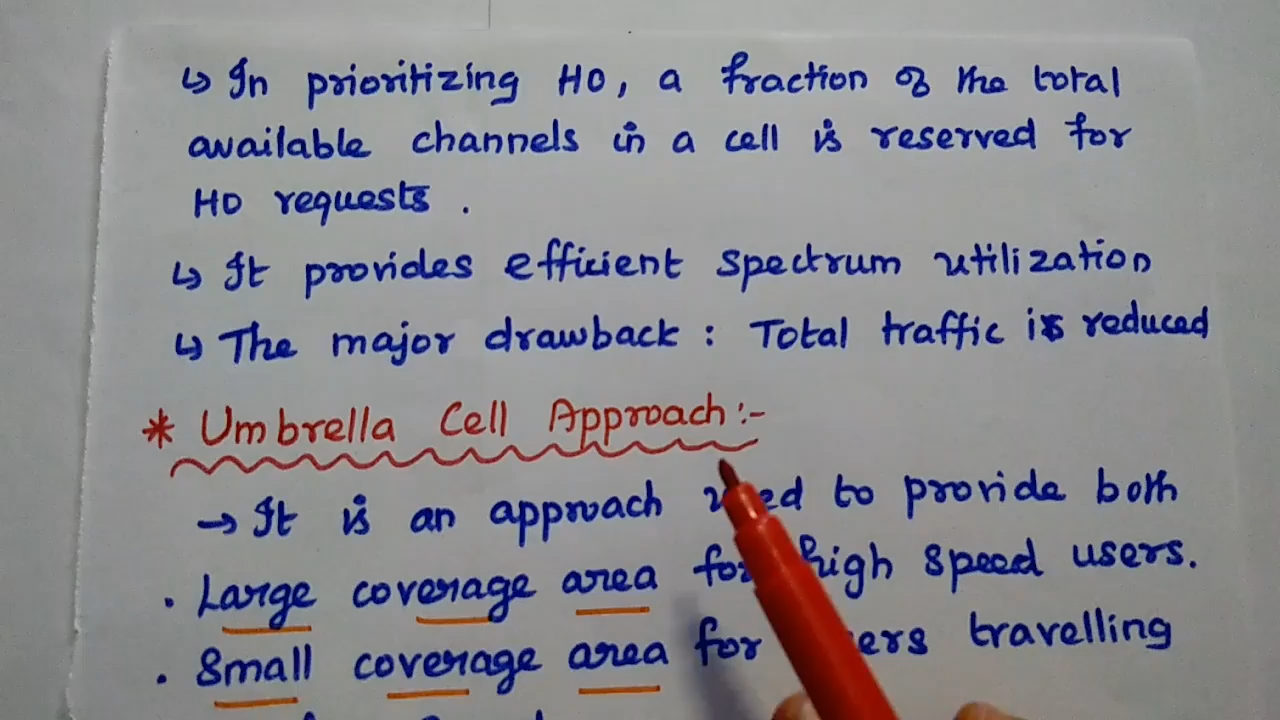 ↳ In prioritizing HO, a fraction of the total
available channels in a cell is reserved for
HO requests.
↳ It provides efficient spectrum utilization
↳ The major drawback : Total traffic is reduced
* Umbrella Cell Approach :-
→ It is an approach used to provide both
. Large coverage area for high speed users.
. Small coverage area for users travelling